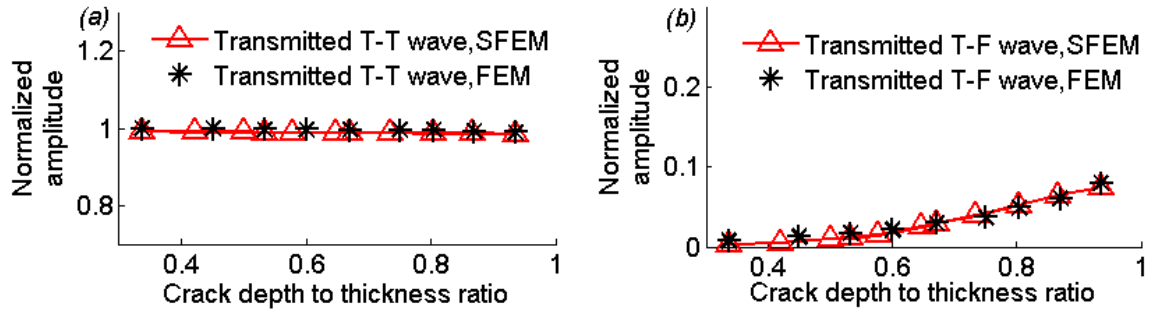 (a)
1.2
1
0.8
Normalized
amplitude
Transmitted T-T wave,SFEM
Transmitted T-T wave,FEM
0.4
0.6
0.8
1
Crack depth to thickness ratio
(b)
0.2
0.1
0
Normalized
amplitude
Transmitted T-F wave,SFEM
Transmitted T-F wave,FEM
0.4
0.6
0.8
1
Crack depth to thickness ratio